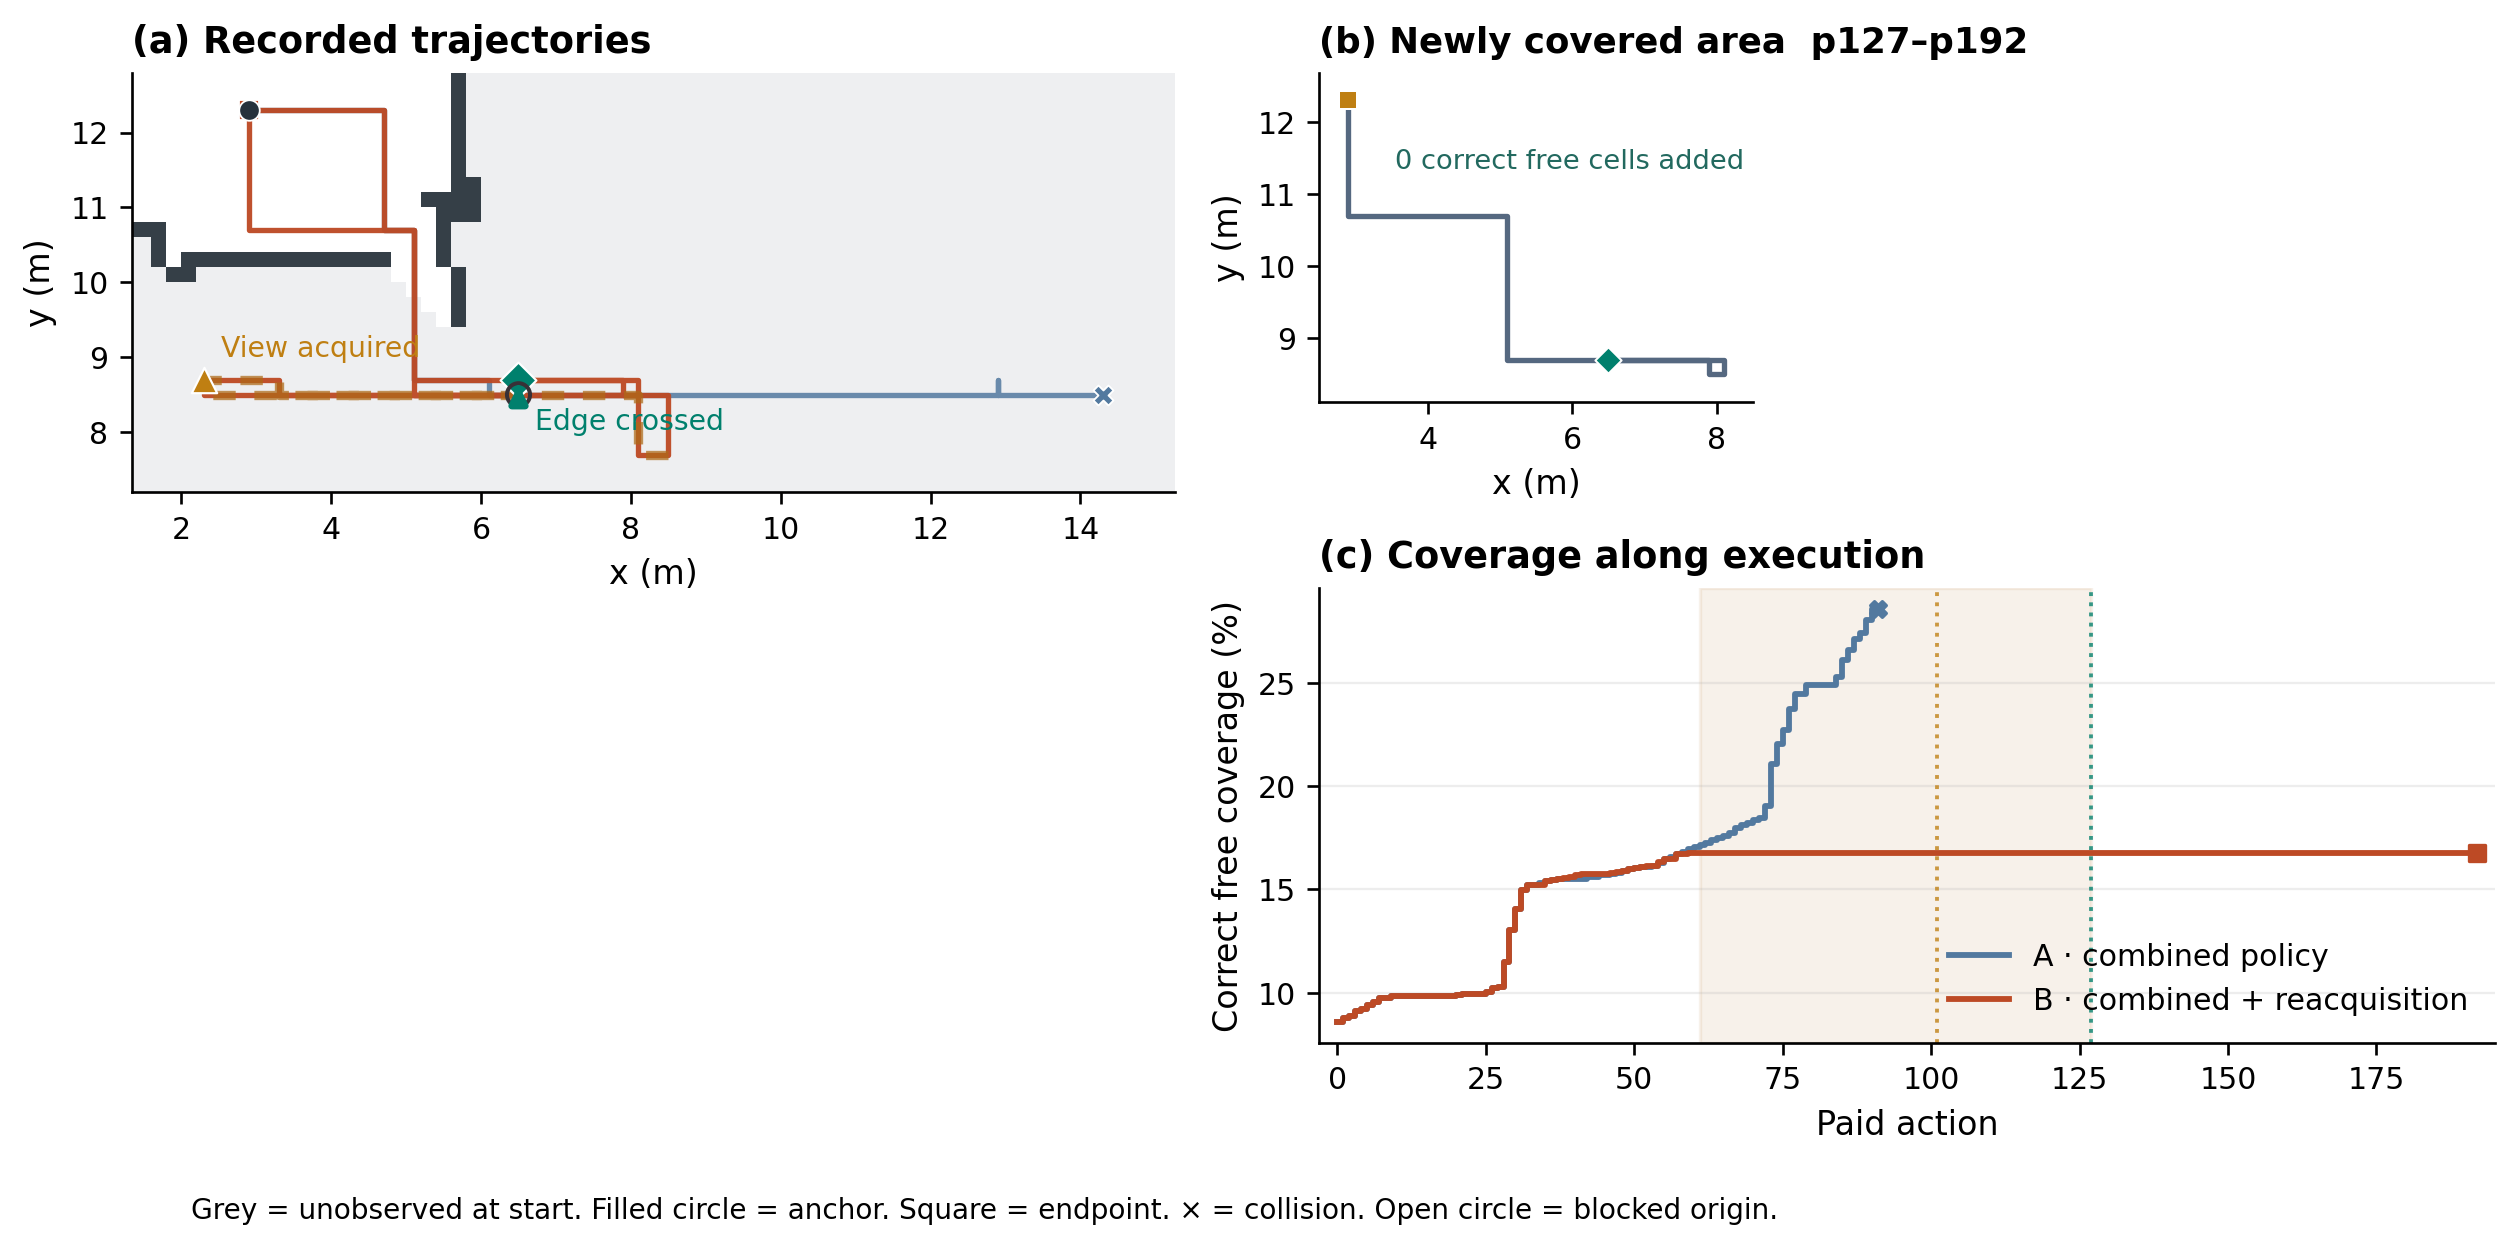 (a) Recorded trajectories
12
11
10
9
8
y (m)
View acquired
Edge crossed
2 4 6 8 10 12 14
x (m)
(b) Newly covered area  p127–p192
12
11
10
9
y (m)
0 correct free cells added
4 6 8
x (m)
(c) Coverage along execution
25
20
15
10
Correct free coverage (%)
A · combined policy
B · combined + reacquisition
0 25 50 75 100 125 150 175
Paid action
Grey = unobserved at start. Filled circle = anchor. Square = endpoint. × = collision. Open circle = blocked origin.